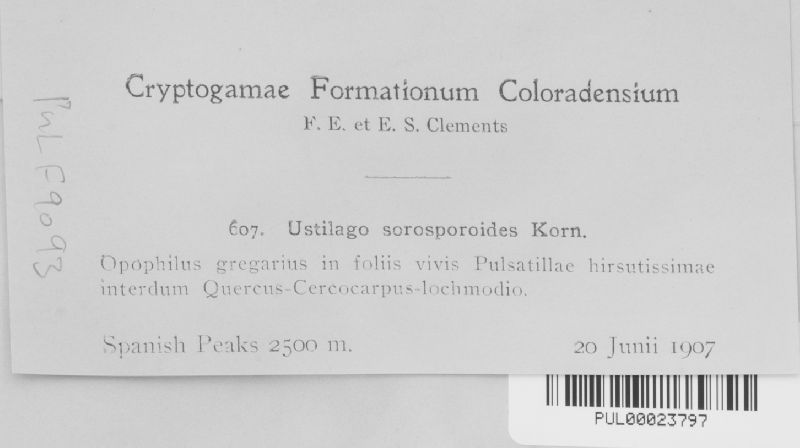 Cryptogamae Formationum Coloradensium
F. E. et E. S. Clements
607. Ustilago sorosporoides Korn.
Opophilus gregarius in foliis vivis Pulsatillae hirsutissimae
interdum Quercus-Cercocarpus-lochmodio.
Spanish Peaks 2500 m.
20 Junii 1907
PUL F9093
PUL00023797